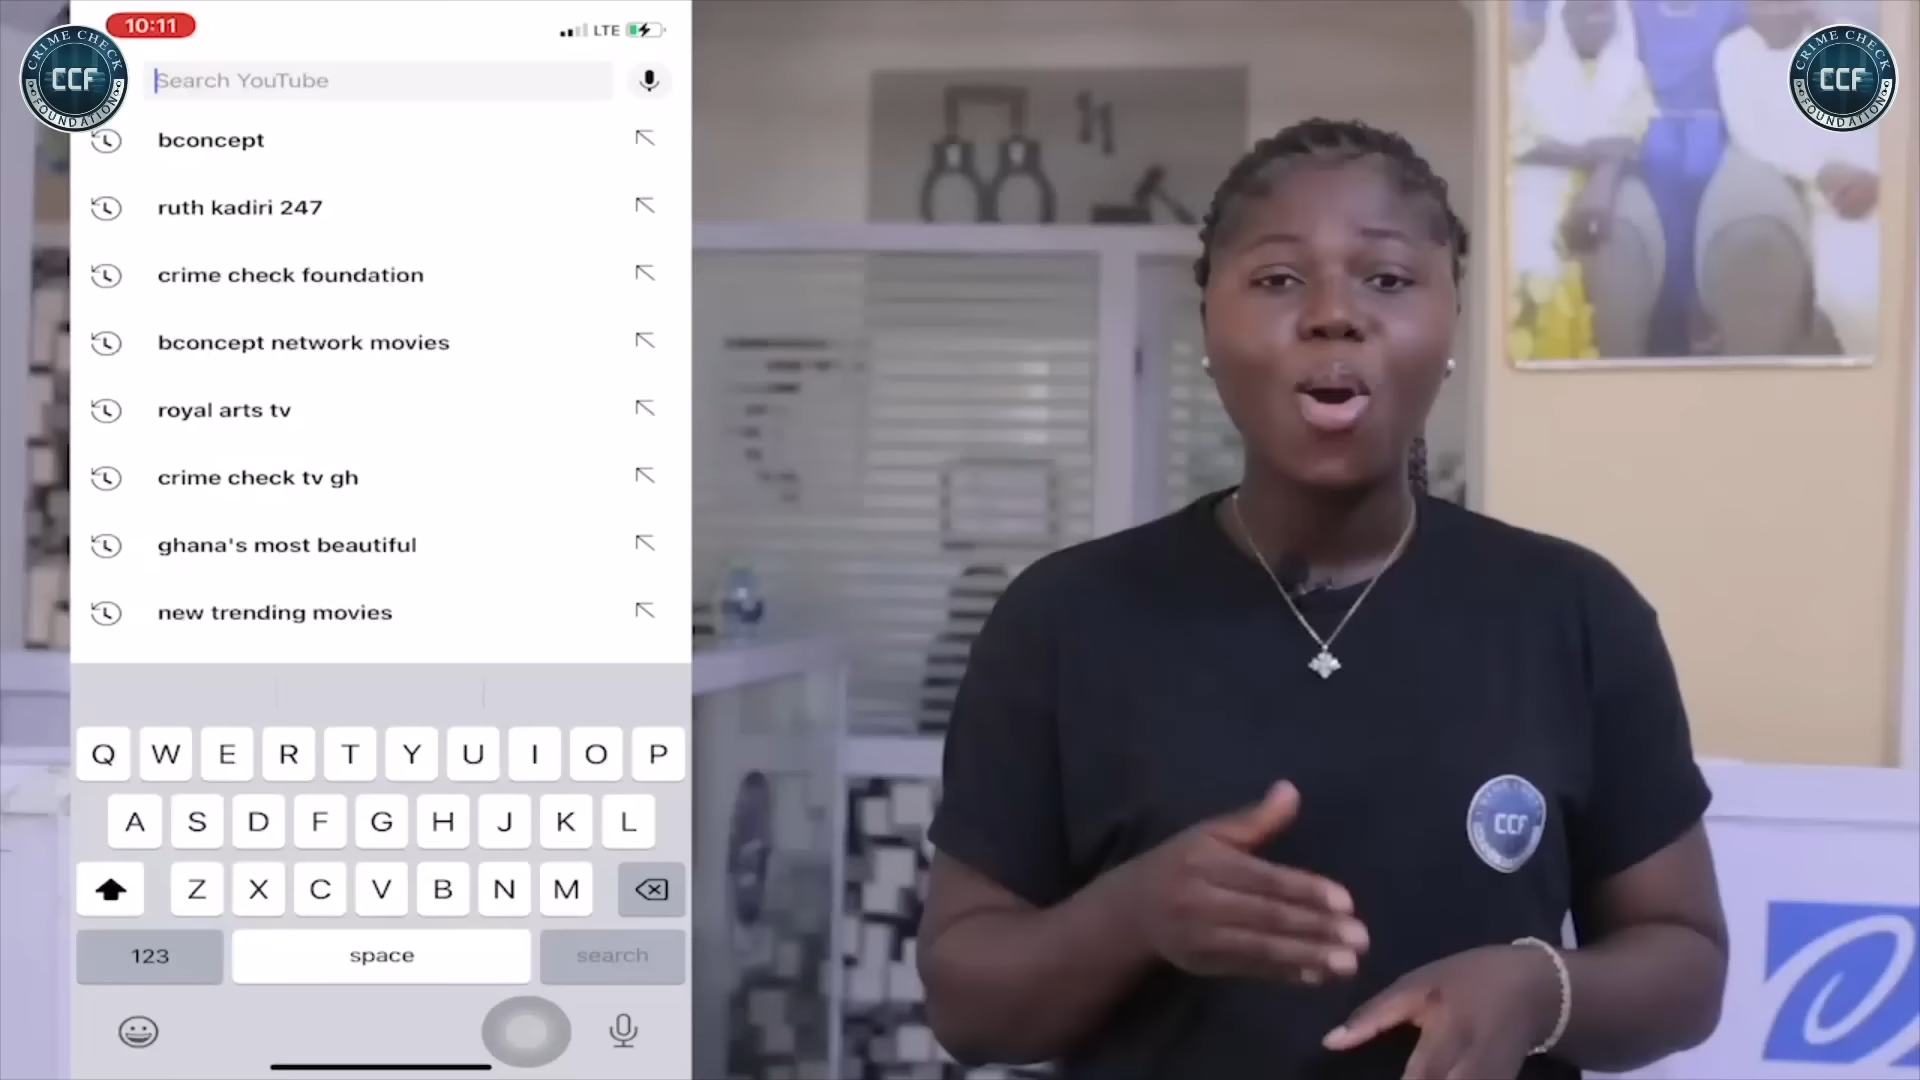 10:11
LTE
CRIME CHECK
CCF
FOUNDATION
Search YouTube
bconcept
ruth kadiri 247
crime check foundation
bconcept network movies
royal arts tv
crime check tv gh
ghana's most beautiful
new trending movies
Q W E R T Y U I O P
A S D F G H J K L
Z X C V B N M
123
space
search
CRIME CHECK
CCF
FOUNDATION
CCF